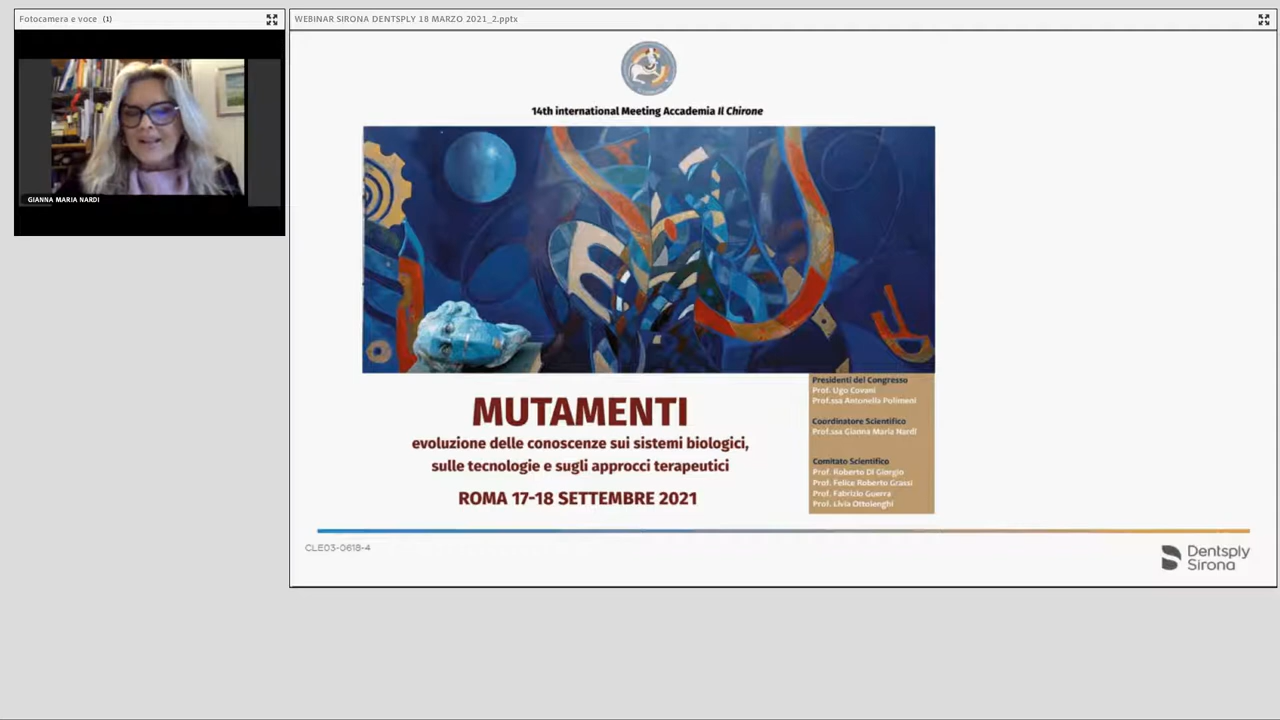 Fotocamera e voce (1)
GIANNA MARIA NARDI
WEBINAR SIRONA DENTSPLY 18 MARZO 2021_2.pptx
14th international Meeting Accademia Il Chirone
MUTAMENTI
evoluzione delle conoscenze sui sistemi biologici,
sulle tecnologie e sugli approcci terapeutici
ROMA 17-18 SETTEMBRE 2021
Presidenti del Congresso
Prof. Ugo Covani
Prof.ssa Antonella Polimeni
Coordinatore Scientifico
Prof.ssa Gianna Maria Nardi
Comitato Scientifico
Prof. Roberto Di Giorgio
Prof. Felice Roberto Grassi
Prof. Fabrizio Guerra
Prof. Livia Ottolenghi
CLE03-0618-4
Dentsply
Sirona